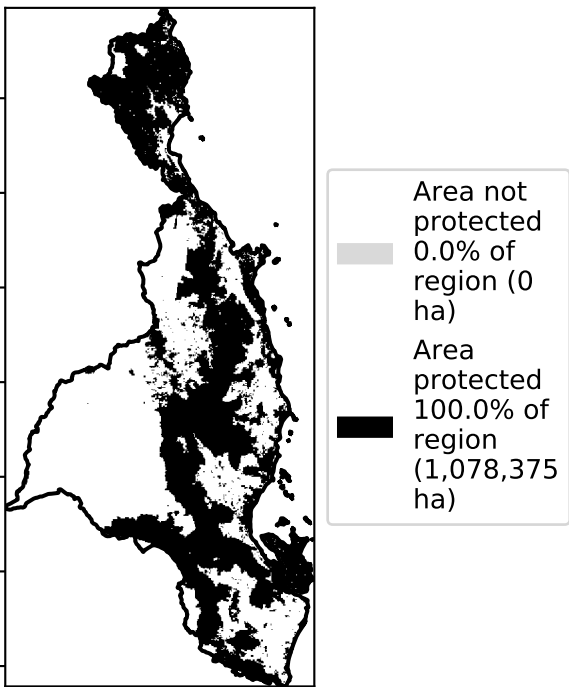 Area not
protected
0.0% of
region (0
ha)
Area
protected
100.0% of
region
(1,078,375
ha)